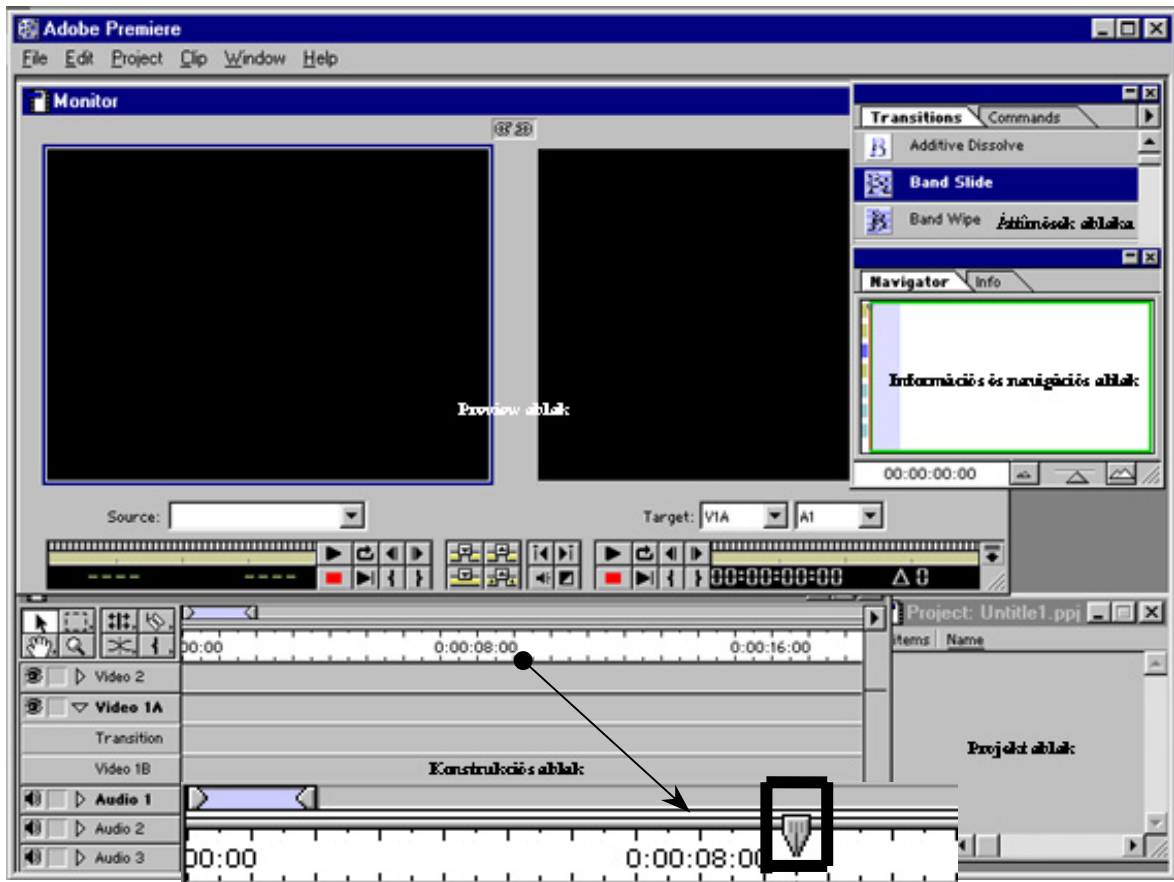 Adobe Premiere
File Edit Project Clip Window Help
Monitor
Transitions Commands
Additive Dissolve
Band Slide
Band Wipe
Áttűnések ablaka
Navigator Info
Információs és navigációs ablak
00:00:00:00
Preview ablak
Source:
Target: V1A A1
00:00:00:00 Δ 0
Project: Untitle1.ppj
items Name
Projekt ablak
00:00 0:00:08:00 0:00:16:00
Video 2
Video 1A
Transition
Video 1B
Konstrukciós ablak
Audio 1
Audio 2
Audio 3
00:00 0:00:08:00